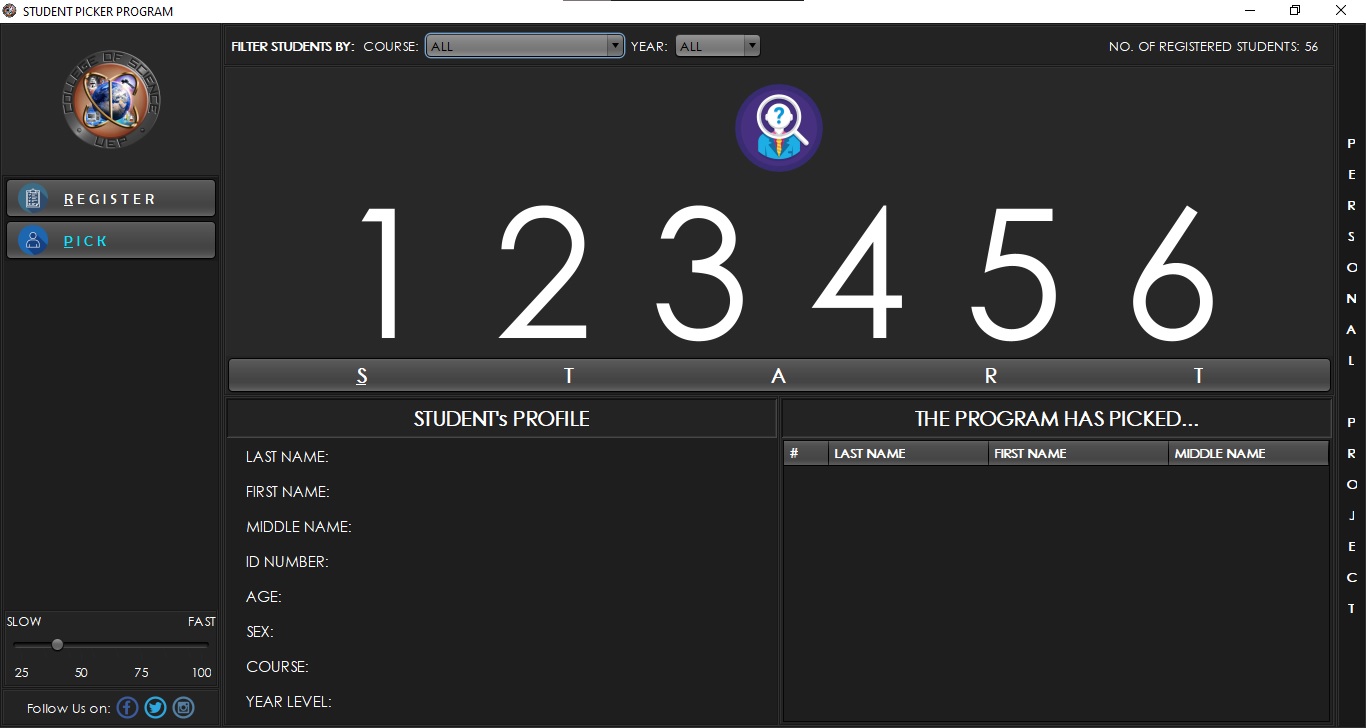 STUDENT PICKER PROGRAM
COLLEGE OF SCIENCE
UEP
FILTER STUDENTS BY: COURSE: ALL YEAR: ALL NO. OF REGISTERED STUDENTS: 56
?
REGISTER
PICK
1 2 3 4 5 6
S T A R T
STUDENT's PROFILE
LAST NAME:
FIRST NAME:
MIDDLE NAME:
ID NUMBER:
AGE:
SEX:
COURSE:
YEAR LEVEL:
THE PROGRAM HAS PICKED...
# LAST NAME FIRST NAME MIDDLE NAME
SLOW FAST
25 50 75 100
Follow Us on:
P E R S O N A L P R O J E C T